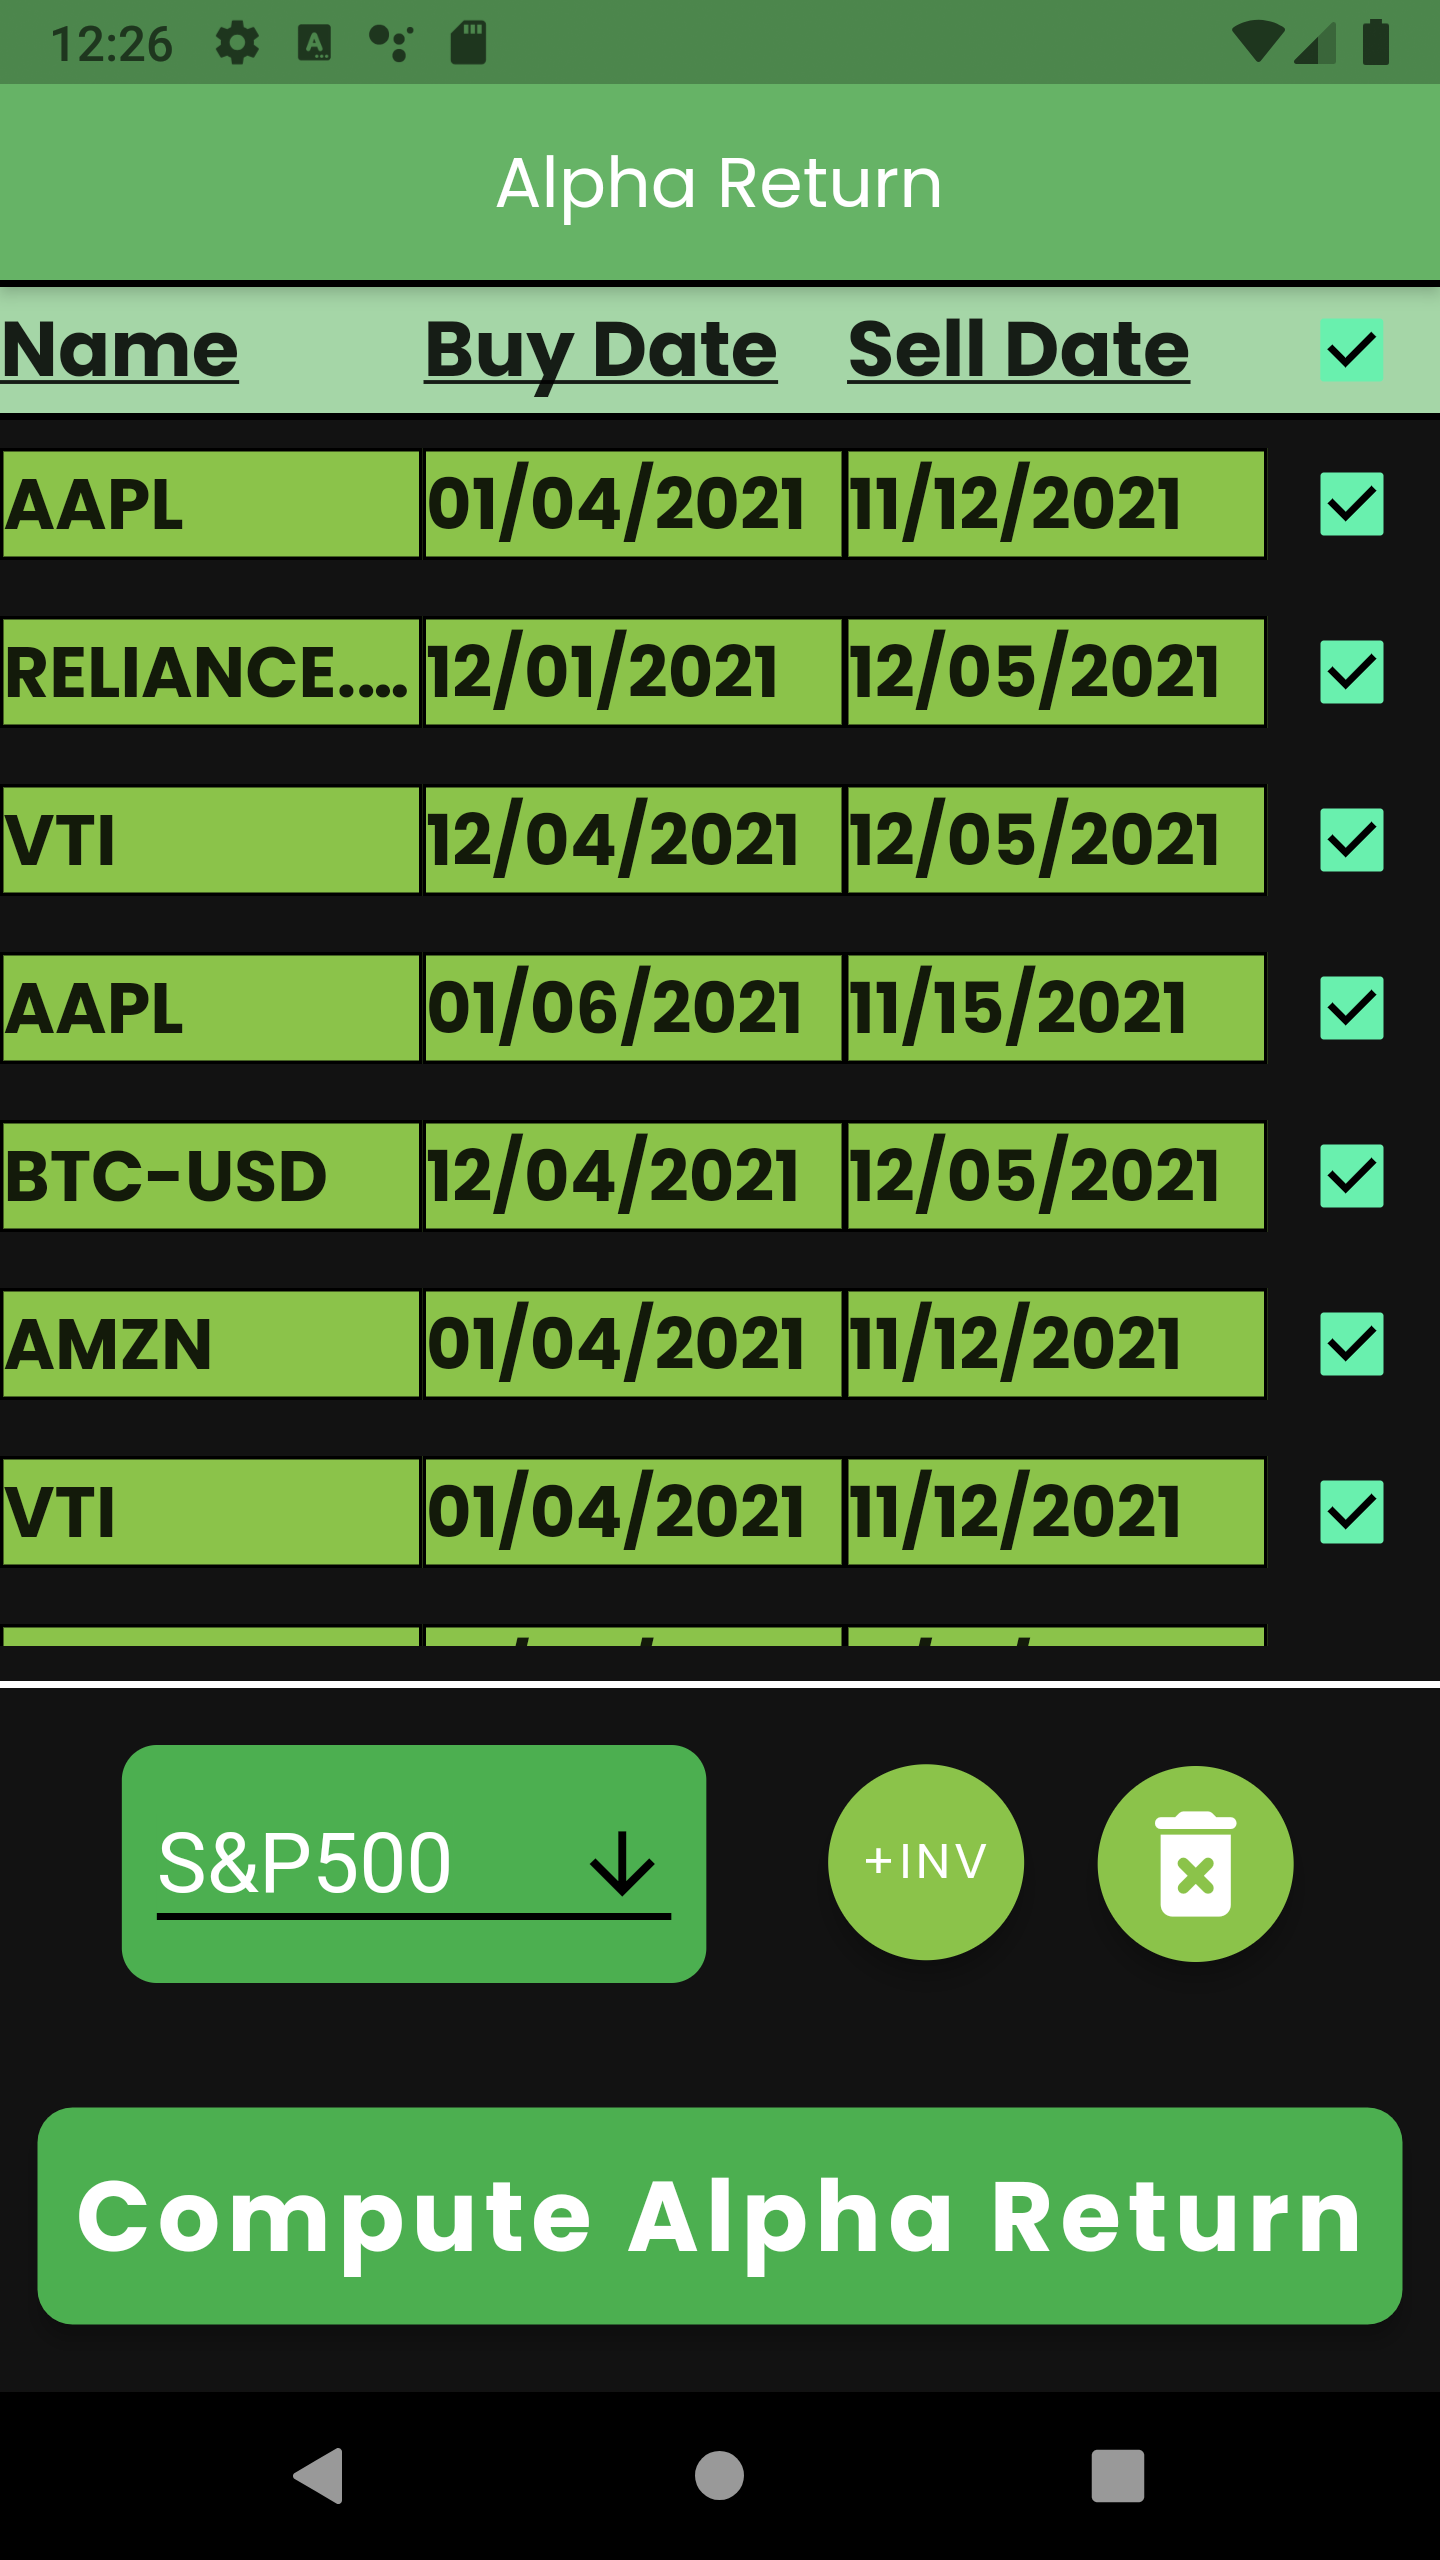 12:26
Alpha Return
Name Buy Date Sell Date
AAPL 01/04/2021 11/12/2021
RELIANCE.... 12/01/2021 12/05/2021
VTI 12/04/2021 12/05/2021
AAPL 01/06/2021 11/15/2021
BTC-USD 12/04/2021 12/05/2021
AMZN 01/04/2021 11/12/2021
VTI 01/04/2021 11/12/2021
S&P500 +INV
Compute Alpha Return